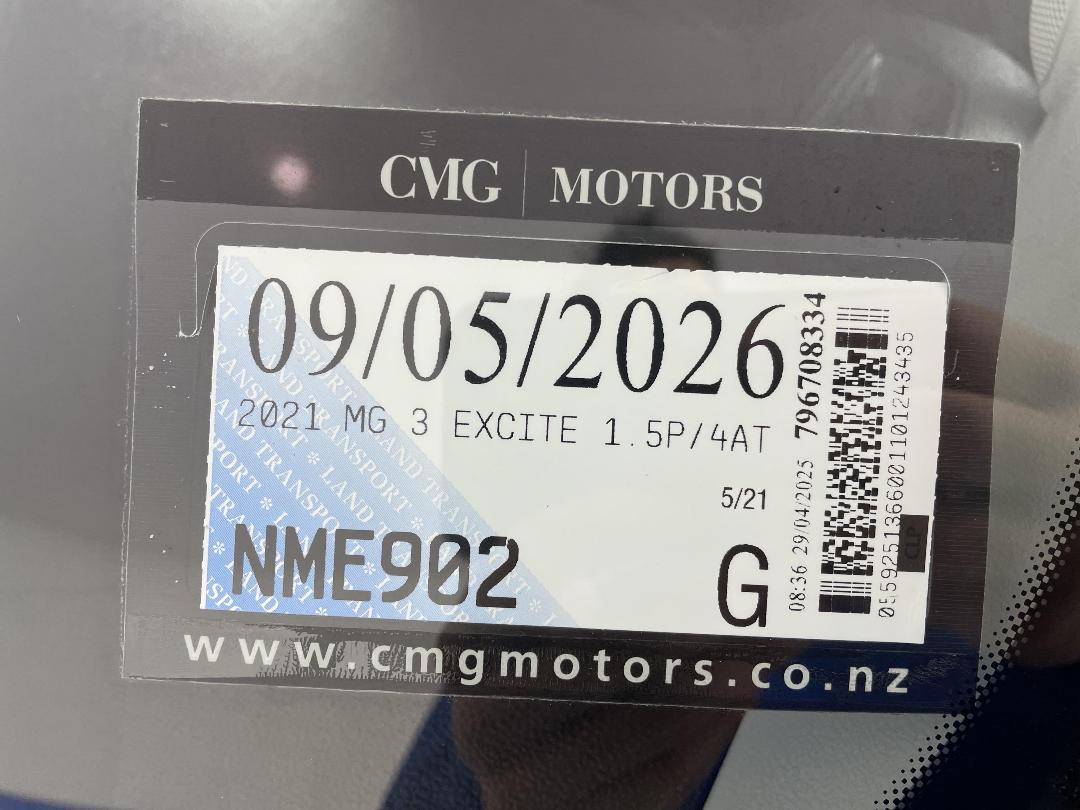 CMG MOTORS
09/05/2026
2021 MG 3 EXCITE 1.5P/4AT
5/21
NME902
G
08:36 29/04/2025 796708334
CLP
www.cmgmotors.co.nz